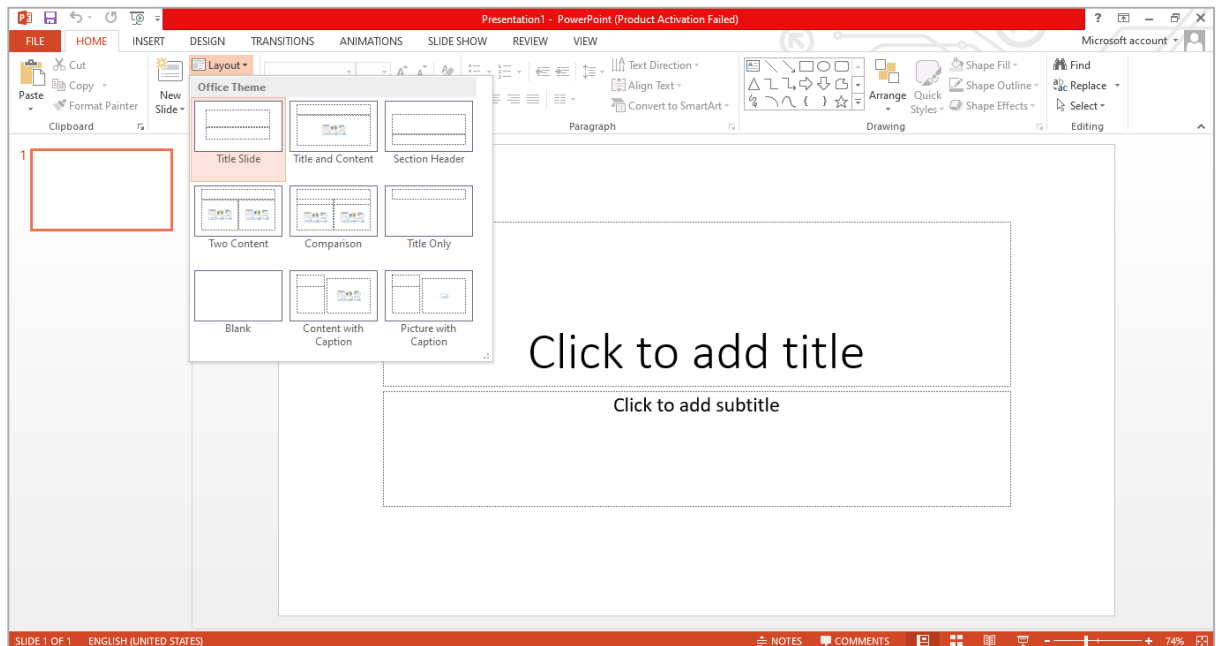 Presentation1 - PowerPoint (Product Activation Failed)
FILE HOME INSERT DESIGN TRANSITIONS ANIMATIONS SLIDE SHOW REVIEW VIEW Microsoft account
Paste
Cut
Copy
Format Painter
Clipboard
New
Slide
Layout
Text Direction
Align Text
Convert to SmartArt
Paragraph
Arrange
Quick
Styles
Shape Fill
Shape Outline
Shape Effects
Drawing
Find
Replace
Select
Editing
Office Theme
Title Slide
Title and Content
Section Header
Two Content
Comparison
Title Only
Blank
Content with
Caption
Picture with
Caption
1
Click to add title
Click to add subtitle
SLIDE 1 OF 1 ENGLISH (UNITED STATES) NOTES COMMENTS 74%